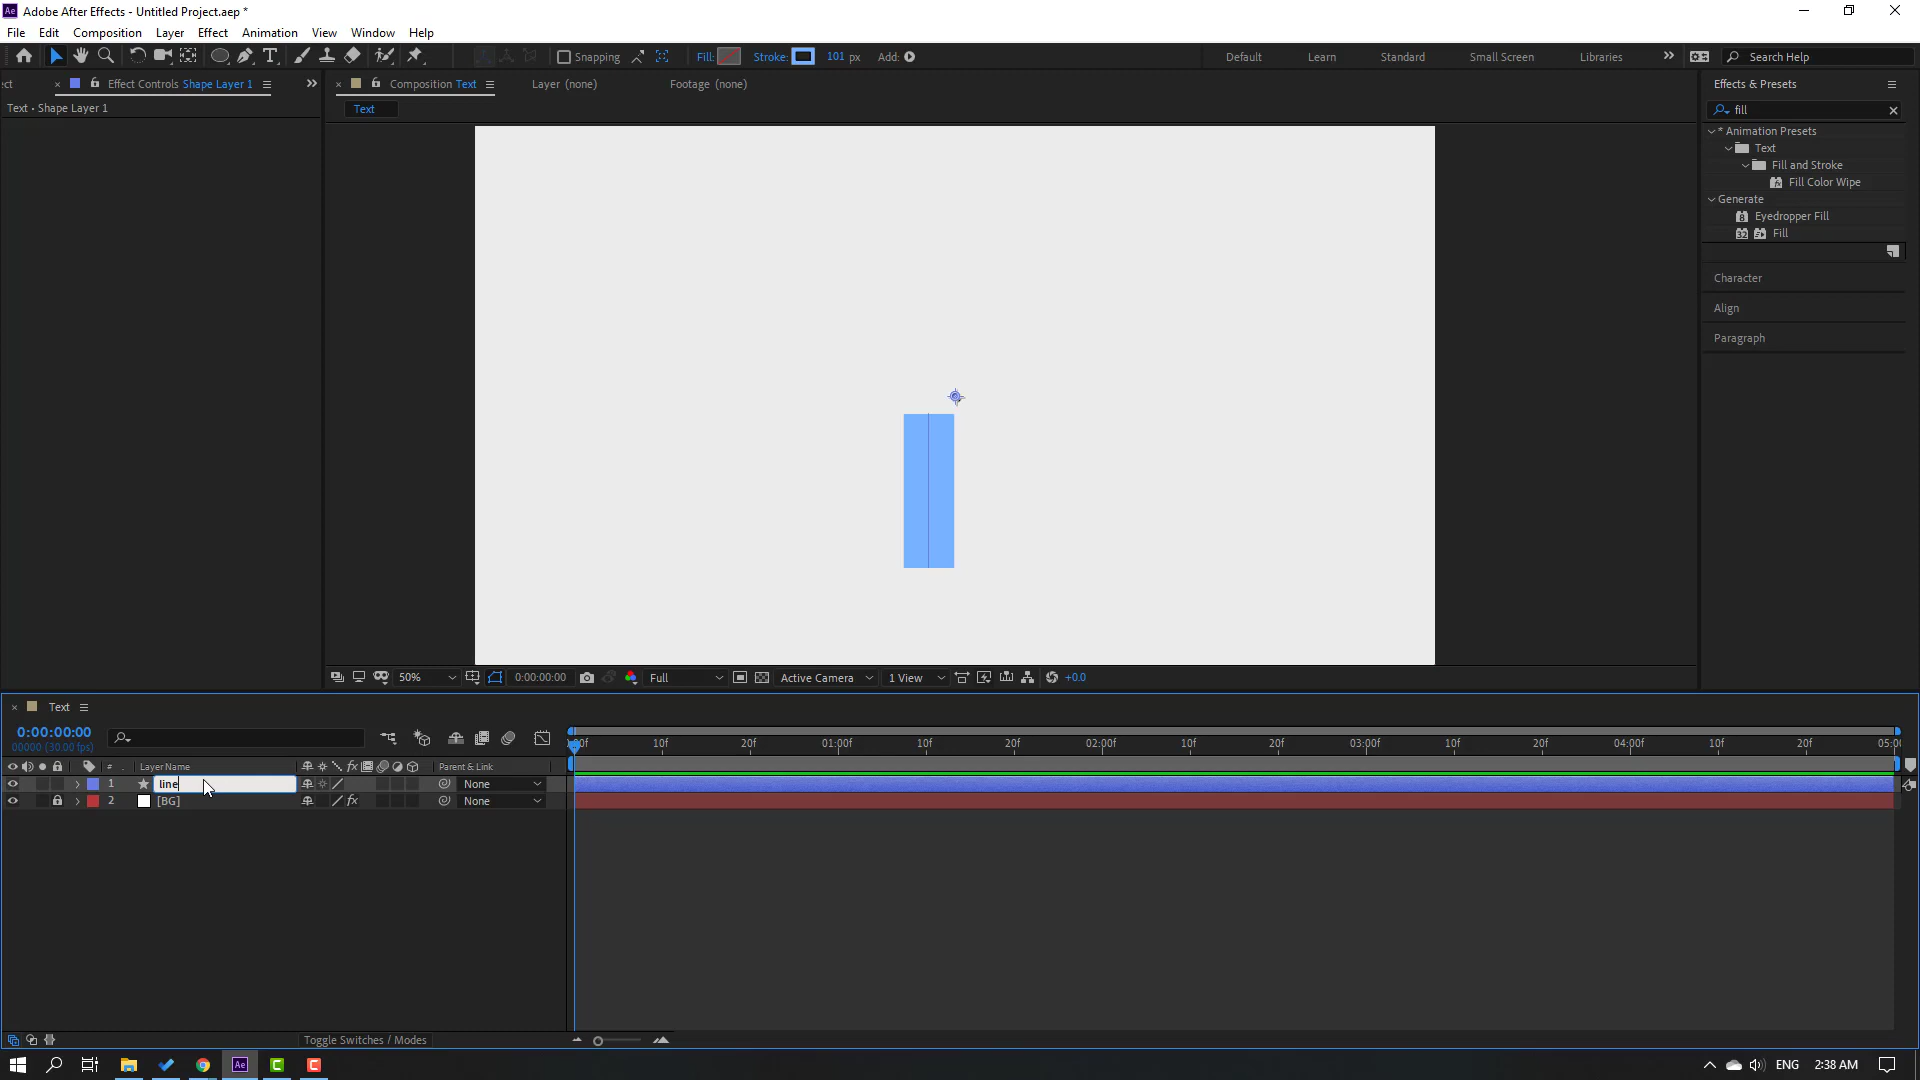 Adobe After Effects - Untitled Project.aep *
File Edit Composition Layer Effect Animation View Window Help
Snapping Fill: Stroke: 101 px Add: Default Learn Standard Small Screen Libraries Search Help
ect Effect Controls Shape Layer 1 Composition Text Layer (none) Footage (none) Effects & Presets
Text • Shape Layer 1
Text
fill
* Animation Presets
Text
Fill and Stroke
Fill Color Wipe
Generate
Eyedropper Fill
Fill
Character
Align
Paragraph
50% 0:00:00:00 Full Active Camera 1 View +0.0
Text
0:00:00:00
00000 (30.00 fps)
:00f 10f 20f 01:00f 10f 20f 02:00f 10f 20f 03:00f 10f 20f 04:00f 10f 20f 05:00
# Layer Name fx Parent & Link
1 line None
2 [BG] fx None
Toggle Switches / Modes
Ae C C ENG 2:38 AM